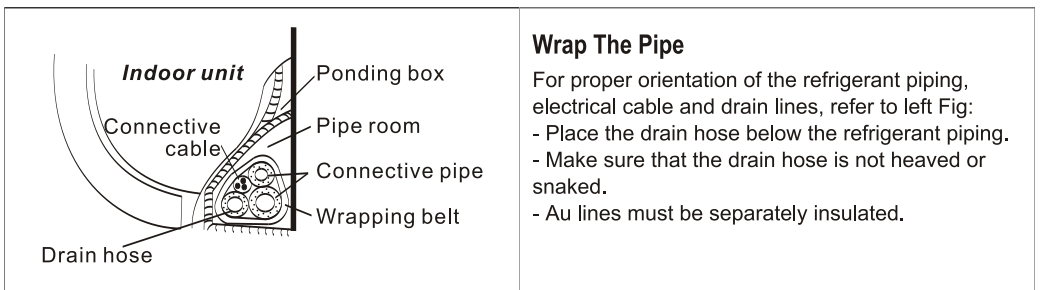 Indoor unit
Ponding box
Connective
cable
Pipe room
Connective pipe
Wrapping belt
Drain hose
Wrap The Pipe
For proper orientation of the refrigerant piping,
electrical cable and drain lines, refer to left Fig:
- Place the drain hose below the refrigerant piping.
- Make sure that the drain hose is not heaved or
snaked.
- Au lines must be separately insulated.